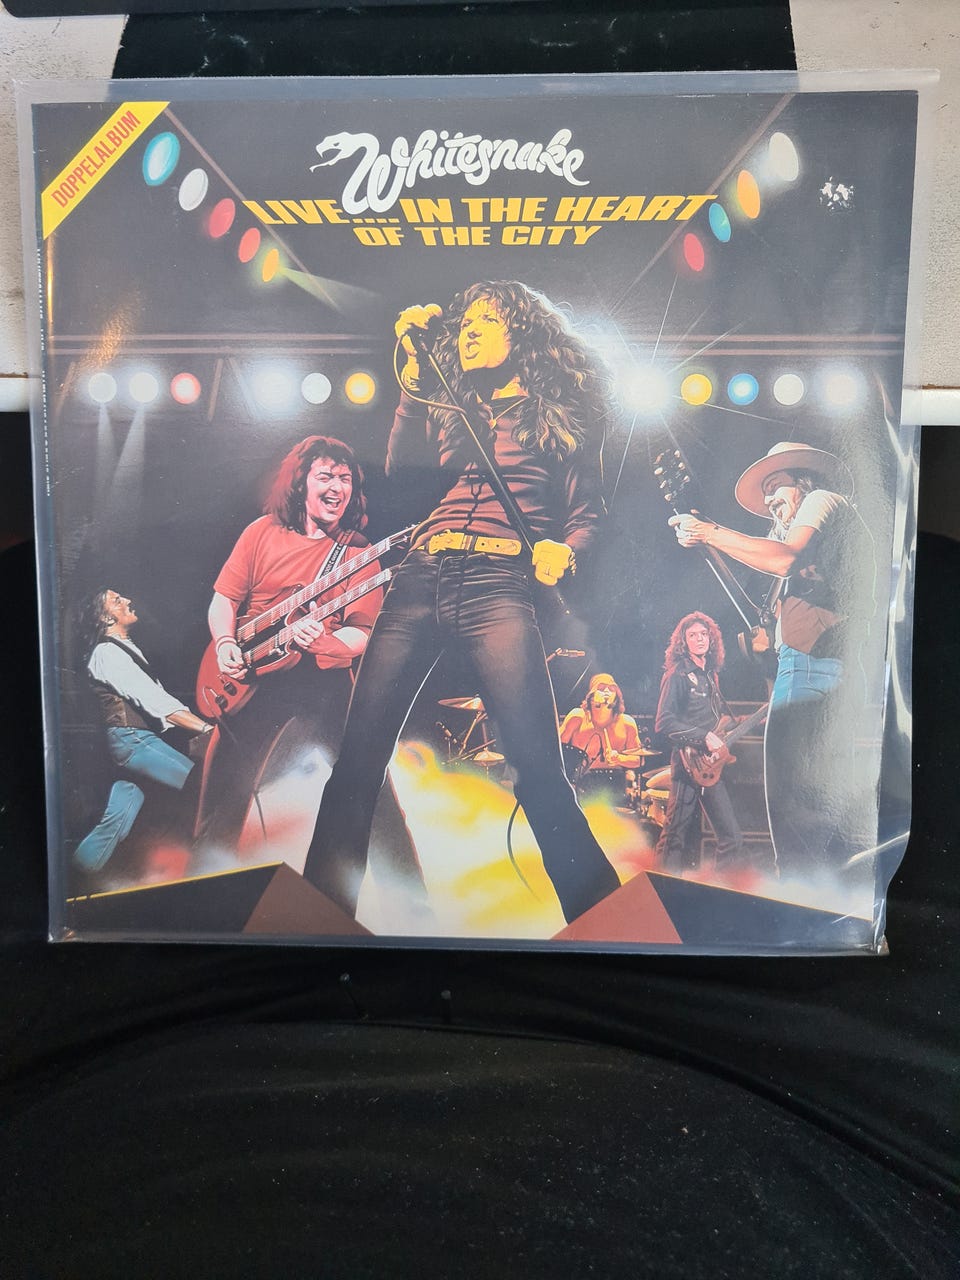 DOPPELALBUM
Whitesnake
LIVE.... IN THE HEART
OF THE CITY